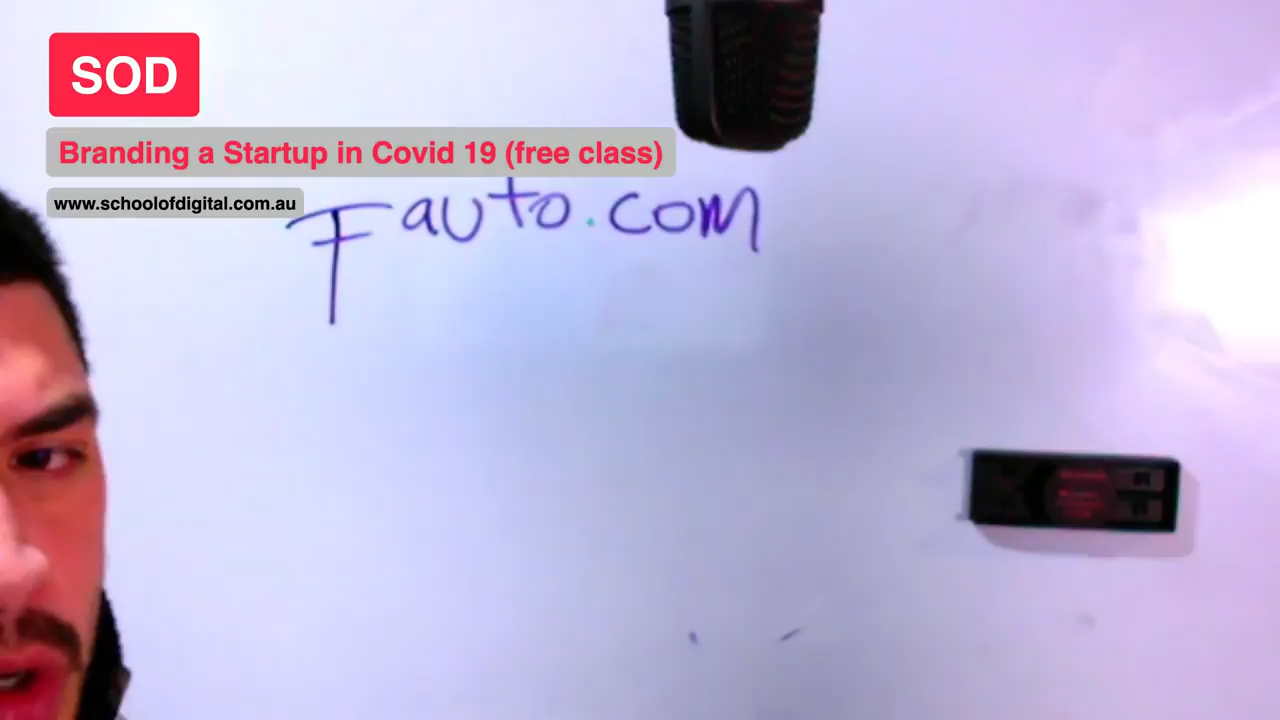 SOD
Branding a Startup in Covid 19 (free class)
www.schoolofdigital.com.au
Fauto.com